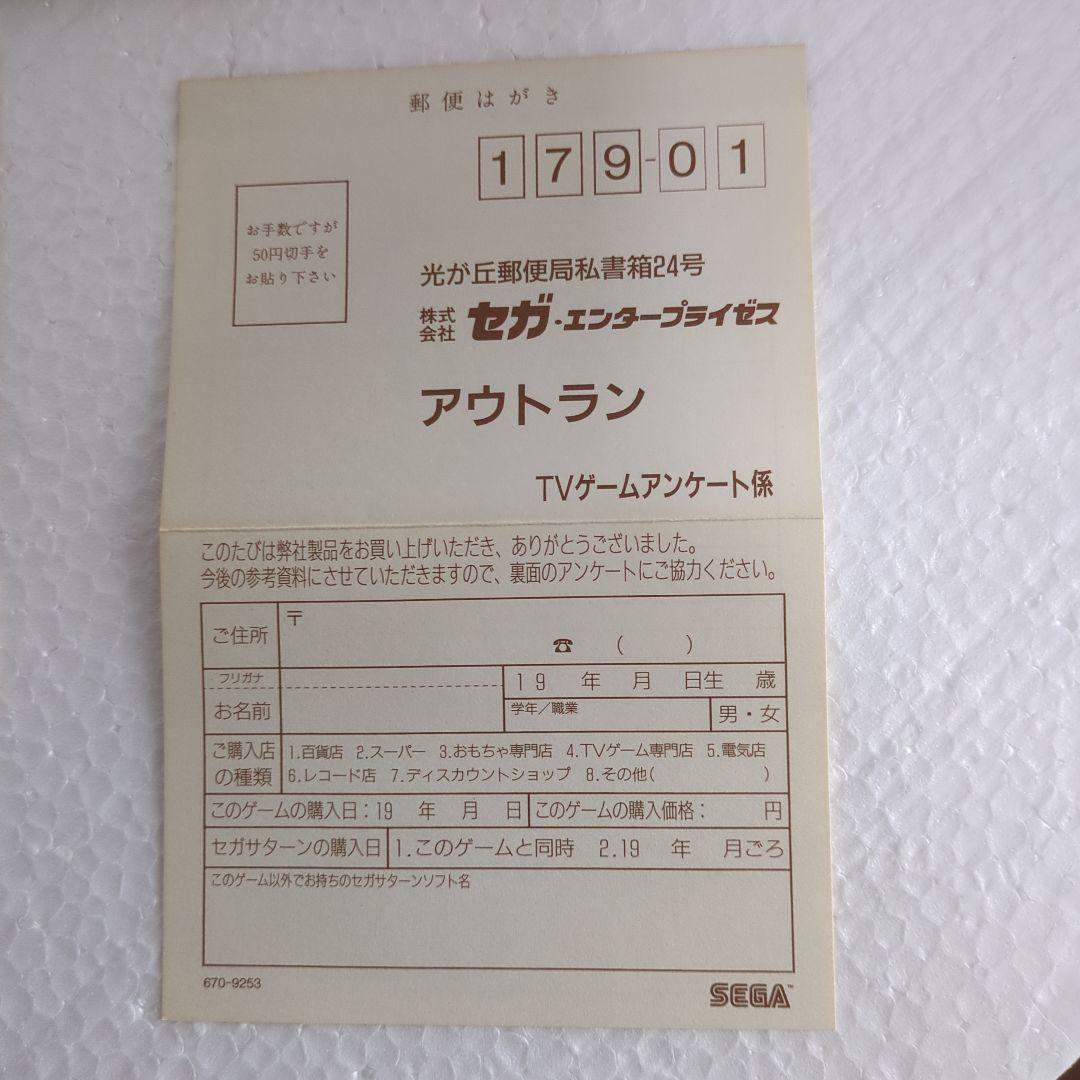 郵便はがき
179-01
お手数ですが
50円切手を
お貼り下さい
光が丘郵便局私書箱24号
株式会社 セガ・エンタープライゼス
アウトラン
TVゲームアンケート係
このたびは弊社製品をお買い上げいただき、ありがとうございました。
今後の参考資料にさせていただきますので、裏面のアンケートにご協力ください。
ご住所 〒
☎ ( )
フリガナ
19 年 月 日生 歳
お名前
学年/職業
男・女
ご購入店の種類
1.百貨店 2.スーパー 3.おもちゃ専門店 4.TVゲーム専門店 5.電気店
6.レコード店 7.ディスカウントショップ 8.その他( )
このゲームの購入日:19 年 月 日 このゲームの購入価格: 円
セガサターンの購入日 1.このゲームと同時 2.19 年 月ごろ
このゲーム以外でお持ちのセガサターンソフト名
670-9253
SEGA™